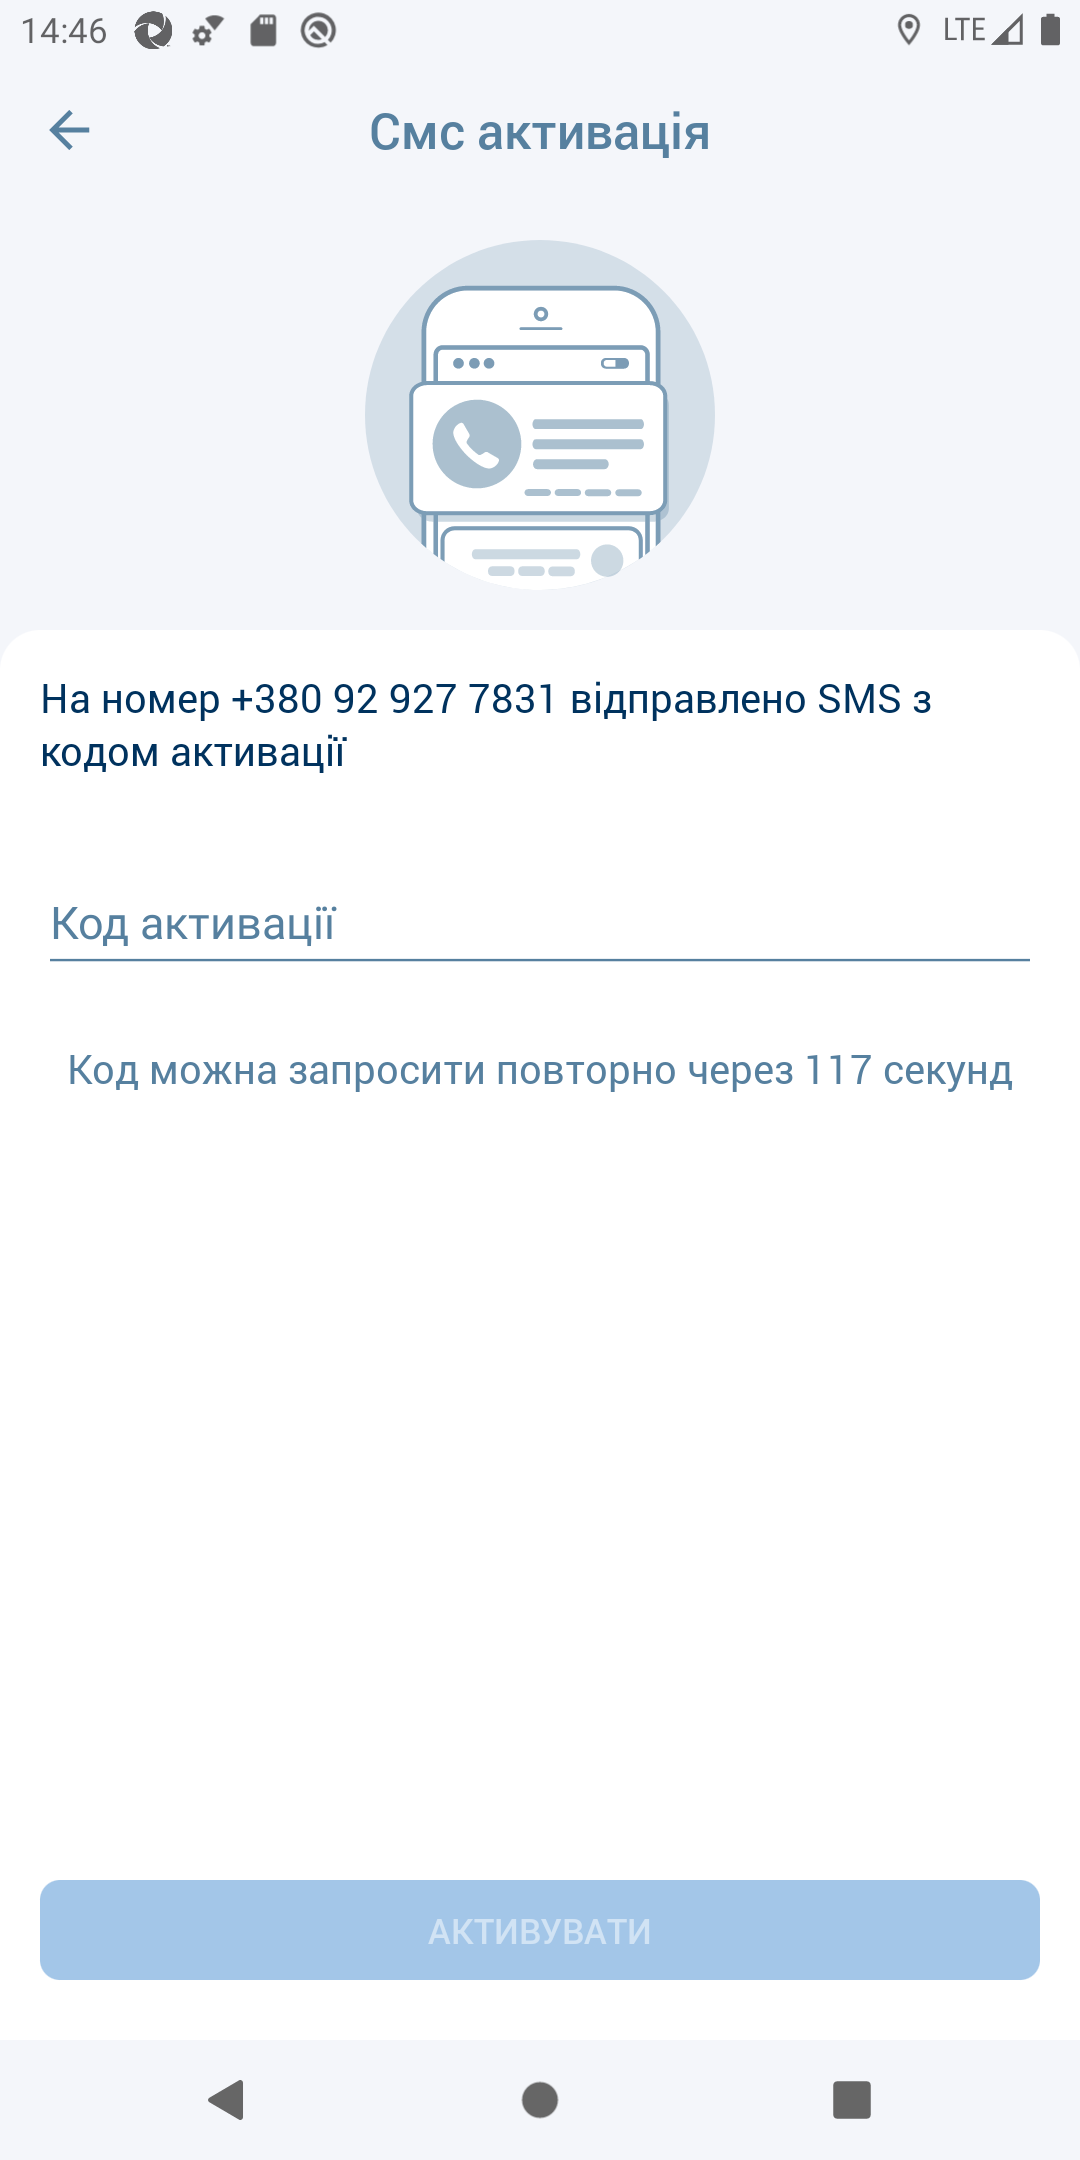 14:46
LTE
Смс активація
На номер +380 92 927 7831 відправлено SMS з
кодом активації
Код активації
Код можна запросити повторно через 117 секунд
АКТИВУВАТИ